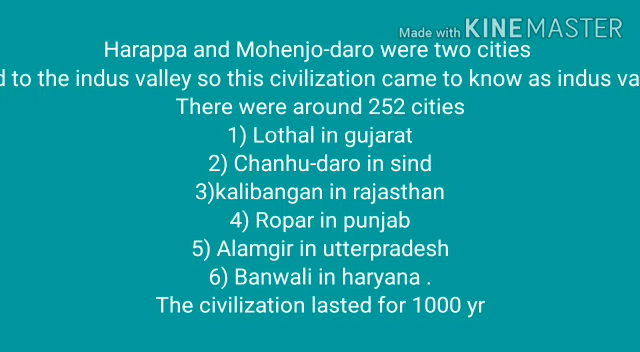 Made with KINEMASTER
Harappa and Mohenjo-daro were two cities
to the indus valley so this civilization came to know as indus
There were around 252 cities
1) Lothal in gujarat
2) Chanhu-daro in sind
3)kalibangan in rajasthan
4) Ropar in punjab
5) Alamgir in utterpradesh
6) Banwali in haryana .
The civilization lasted for 1000 yr